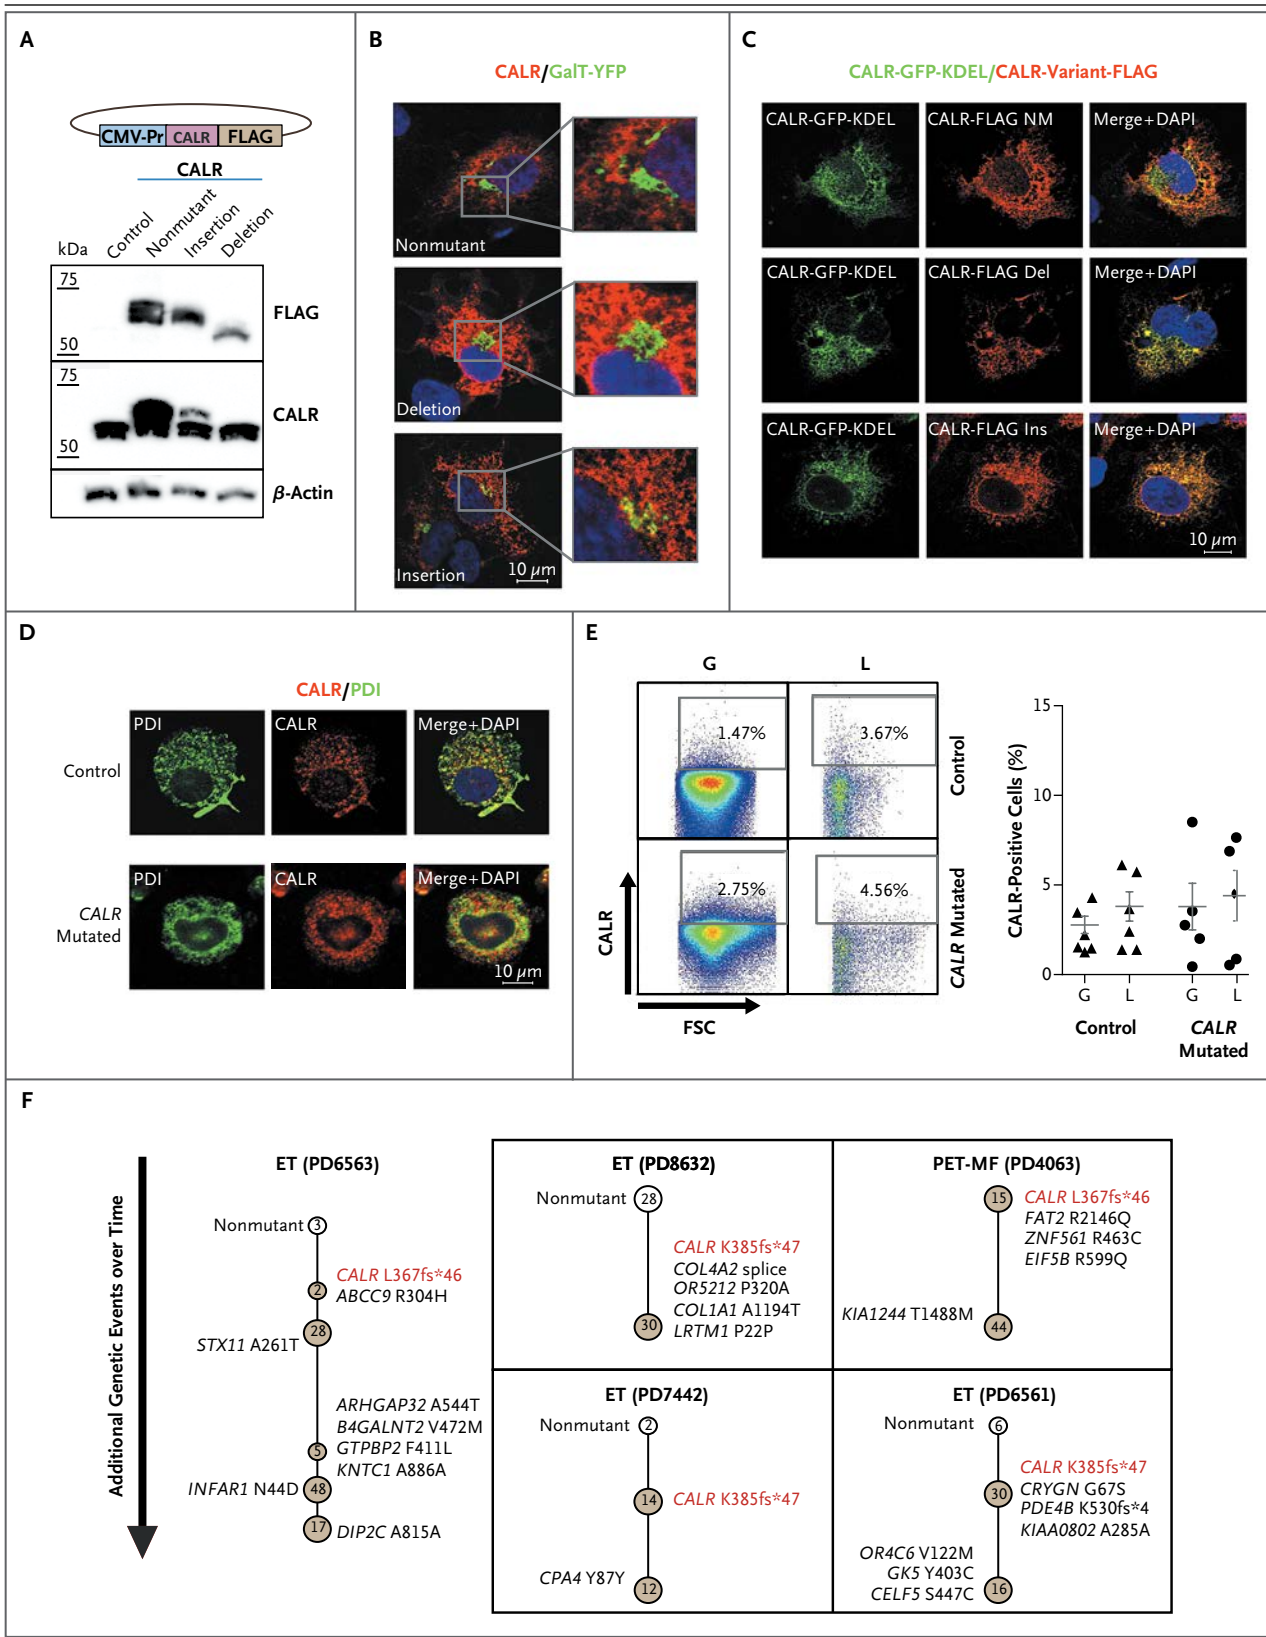 A
CMV-Pr CALR FLAG
CALR
kDa
Control
Nonmutant
Insertion
Deletion
75
50
FLAG
75
50
CALR
β-Actin
B
CALR/GalT-YFP
Nonmutant
Deletion
Insertion
10 µm
C
CALR-GFP-KDEL/CALR-Variant-FLAG
CALR-GFP-KDEL CALR-FLAG NM Merge+DAPI
CALR-GFP-KDEL CALR-FLAG Del Merge+DAPI
CALR-GFP-KDEL CALR-FLAG Ins Merge+DAPI
10 µm
D
CALR/PDI
Control
PDI CALR Merge+DAPI
CALR
Mutated
PDI CALR Merge+DAPI
10 µm
E
G L
1.47% 3.67%
Control
2.75% 4.56%
CALR Mutated
CALR
FSC
CALR-Positive Cells (%)
15
10
5
0
G L G L
Control
CALR
Mutated
F
Additional Genetic Events over Time
ET (PD6563)
Nonmutant 3
2
CALR L367fs*46
ABCC9 R304H
28
STX11 A261T
ARHGAP32 A544T
B4GALNT2 V472M
5 GTPBP2 F411L
KNTC1 A886A
INFAR1 N44D 48
17 DIP2C A815A
ET (PD8632)
Nonmutant 28
CALR K385fs*47
COL4A2 splice
OR5212 P320A
COL1A1 A1194T
30 LRTM1 P22P
PET-MF (PD4063)
15 CALR L367fs*46
FAT2 R2146Q
ZNF561 R463C
EIF5B R599Q
KIA1244 T1488M 44
ET (PD7442)
Nonmutant 2
14 CALR K385fs*47
CPA4 Y87Y 12
ET (PD6561)
Nonmutant 6
CALR K385fs*47
30 CRYGN G67S
PDE4B K530fs*4
KIAA0802 A285A
OR4C6 V122M
GK5 Y403C
CELF5 S447C 16